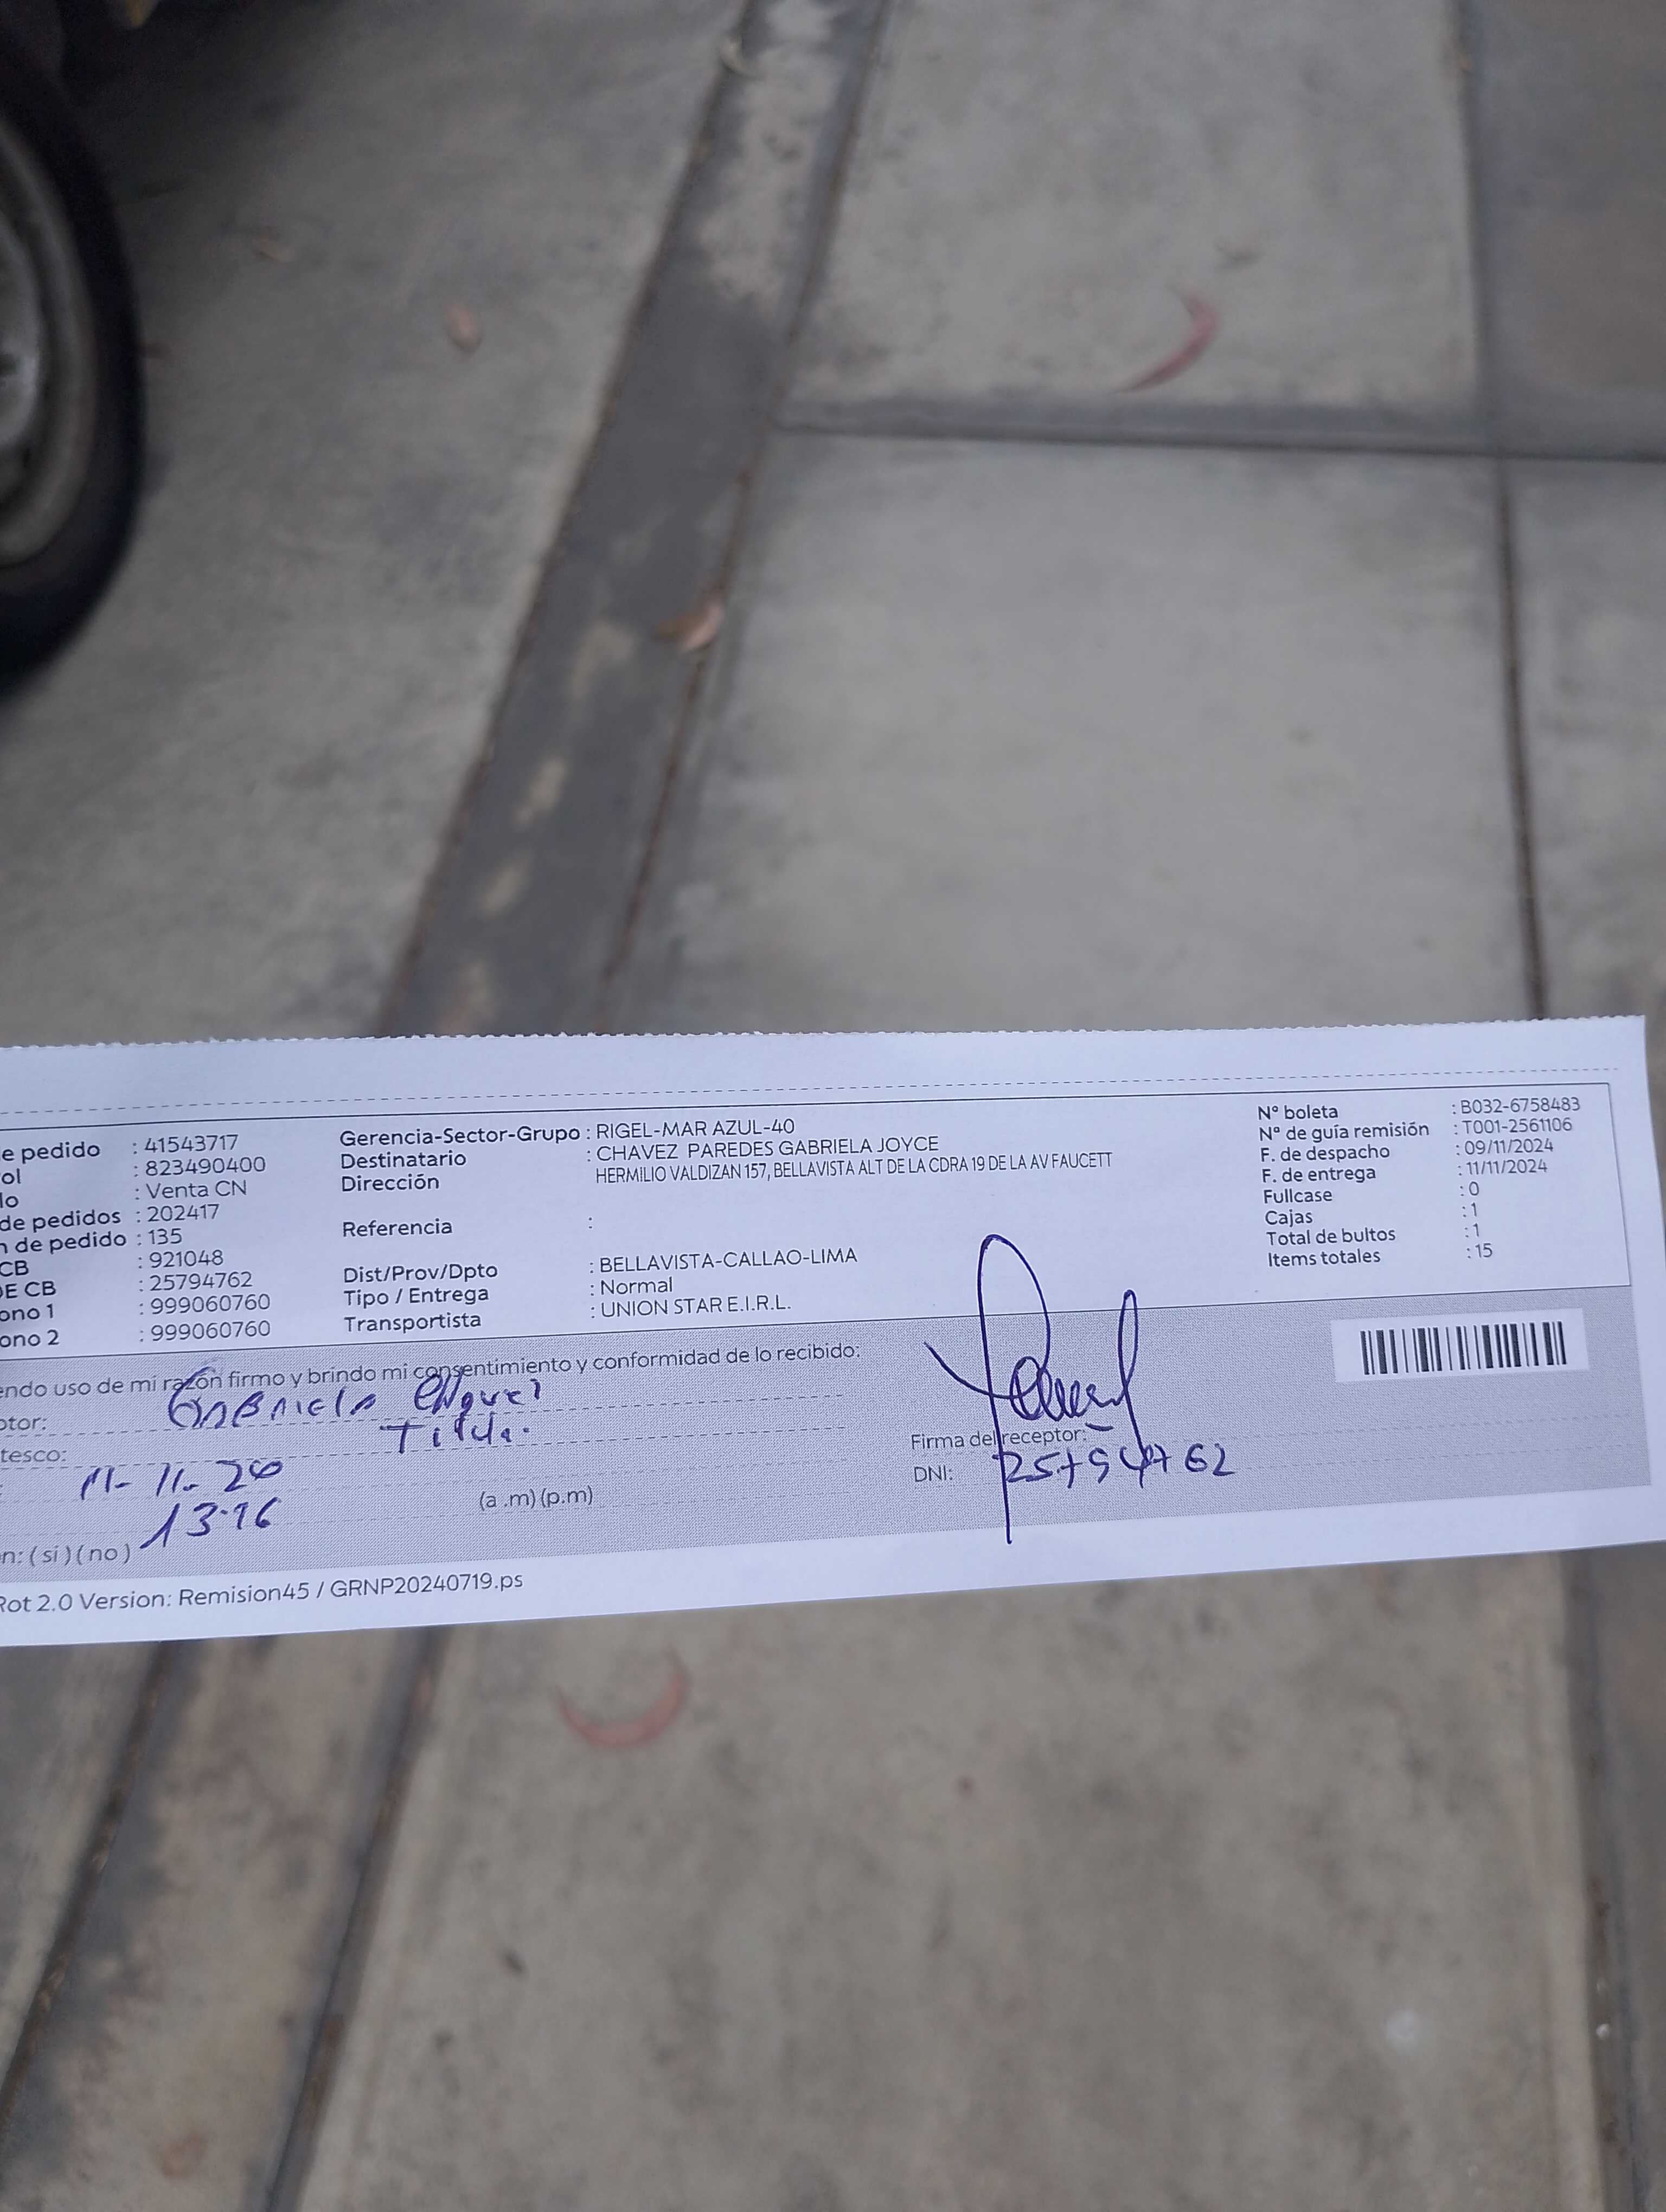 e pedido : 41543717
ol : 823490400
lo : Venta CN
de pedidos : 202417
n de pedido : 135
CB : 921048
DE CB : 25794762
ono 1 : 999060760
ono 2 : 999060760
Gerencia-Sector-Grupo : RIGEL-MAR AZUL-40
Destinatario : CHAVEZ PAREDES GABRIELA JOYCE
Dirección HERMILIO VALDIZAN 157, BELLAVISTA ALT DE LA CDRA 19 DE LA AV FAUCETT
Referencia :
Dist/Prov/Dpto : BELLAVISTA-CALLAO-LIMA
Tipo / Entrega : Normal
Transportista : UNION STAR E.I.R.L.
N° boleta : B032-6758483
N° de guía remisión : T001-2561106
F. de despacho : 09/11/2024
F. de entrega : 11/11/2024
Fullcase : 0
Cajas : 1
Total de bultos : 1
Items totales : 15
endo uso de mi razón firmo y brindo mi consentimiento y conformidad de lo recibido:
ptor: Gabriela
tesco:
: 11-11-20
13:16 (a .m) (p.m)
n: ( si ) ( no )
Firma del receptor:
DNI: 25794762
Rot 2.0 Version: Remision45 / GRNP20240719.ps